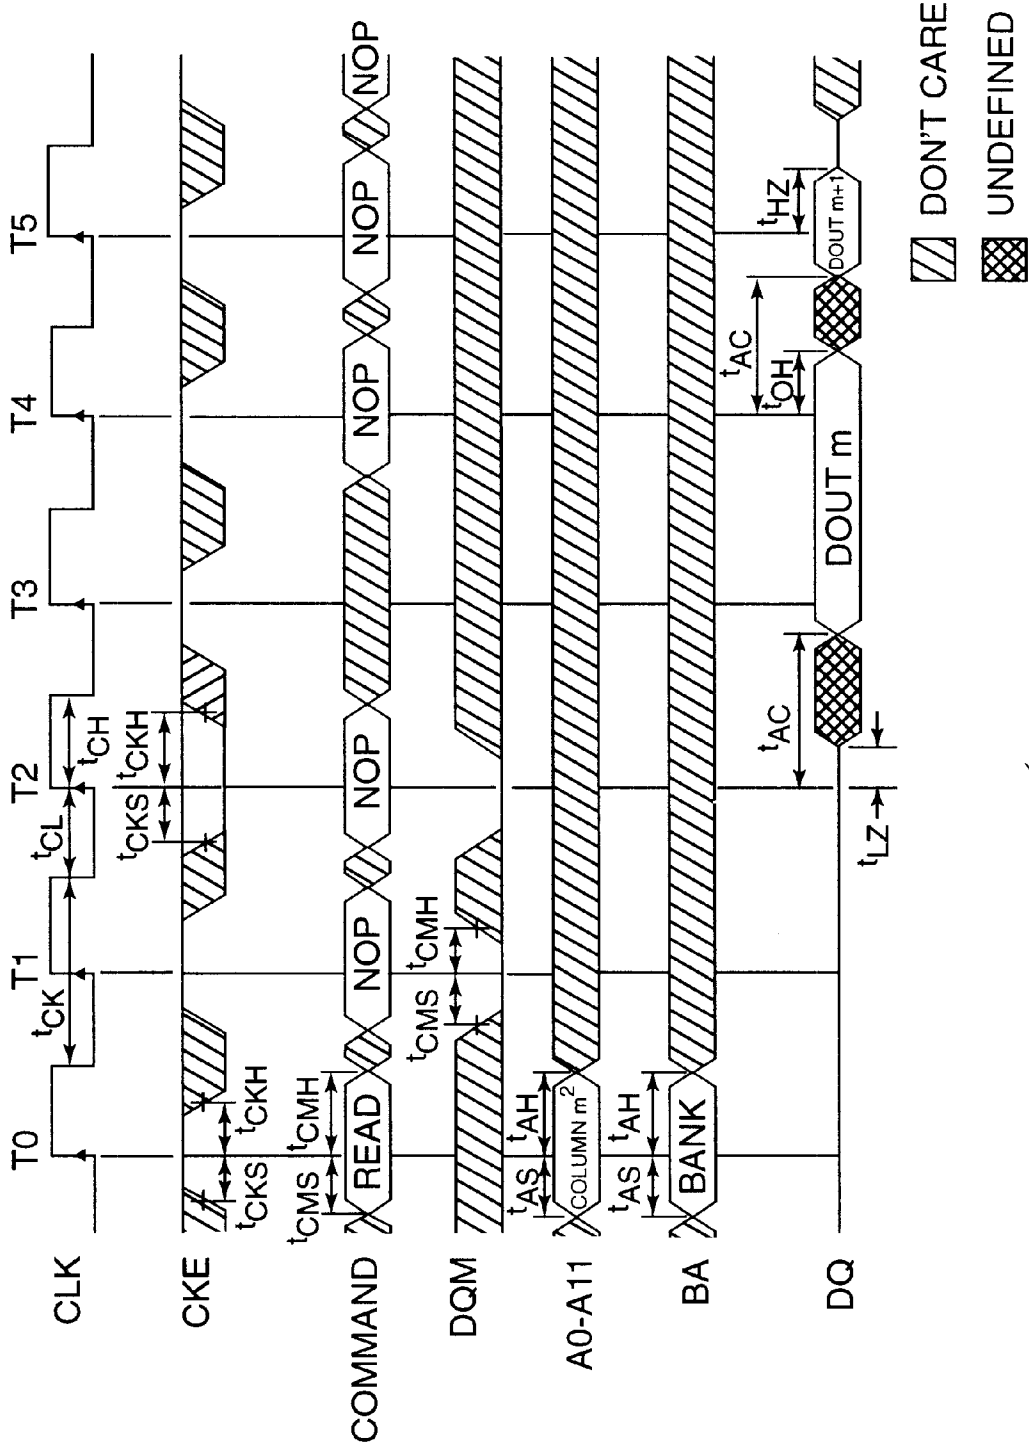 T0 T1 T2 T3 T4 T5
CLK
tCK tCL tCH
CKE
tCKS tCKH tCKS tCKH
tCMS tCMH
COMMAND READ NOP NOP NOP NOP NOP
tCMS tCMH
DQM
tAS tAH
A0-A11 COLUMN m2
tAS tAH
BA BANK
tAC tAC
tOH tHZ
DQ DOUT m DOUT m+1
tLZ
DON'T CARE
UNDEFINED